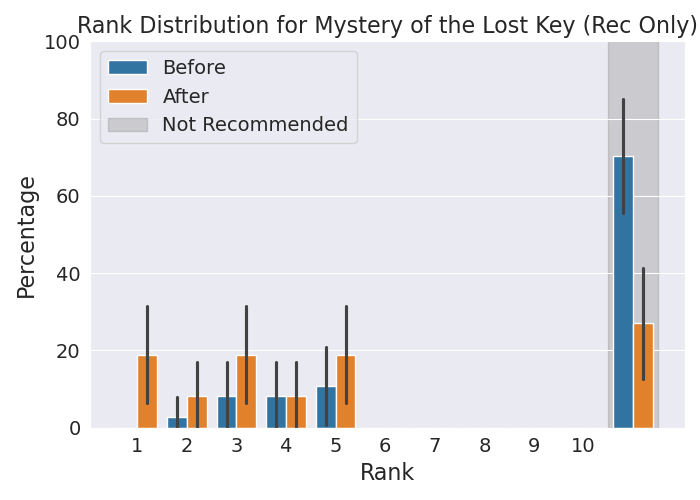 Rank Distribution for Mystery of the Lost Key (Rec Only)
100
80
60
40
20
0
Percentage
Before
After
Not Recommended
1 2 3 4 5 6 7 8 9 10
Rank